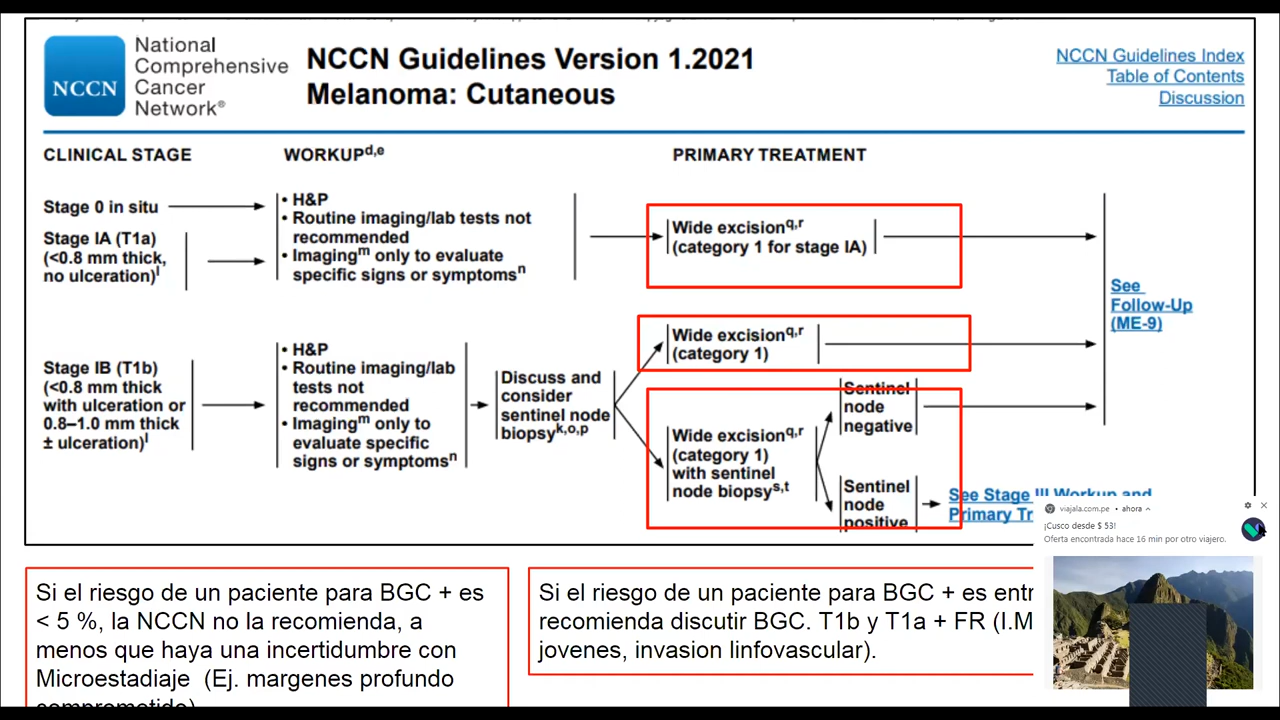 National
Comprehensive
Cancer
Network®
NCCN
NCCN Guidelines Version 1.2021
Melanoma: Cutaneous
NCCN Guidelines Index
Table of Contents
Discussion
CLINICAL STAGE
WORKUPd,e
PRIMARY TREATMENT
Stage 0 in situ
Stage IA (T1a)
(<0.8 mm thick,
no ulceration)l
• H&P
• Routine imaging/lab tests not
recommended
• Imagingm only to evaluate
specific signs or symptomsn
Wide excisionq,r
(category 1 for stage IA)
See
Follow-Up
(ME-9)
Stage IB (T1b)
(<0.8 mm thick
with ulceration or
0.8–1.0 mm thick
± ulceration)l
• H&P
• Routine imaging/lab
tests not
recommended
• Imagingm only to
evaluate specific
signs or symptomsn
Discuss and
consider
sentinel node
biopsyk,o,p
Wide excisionq,r
(category 1)
Wide excisionq,r
(category 1)
with sentinel
node biopsys,t
Sentinel
node
negative
Sentinel
node
positive
See Stage III Workup and
Primary Tr
viajala.com.pe • ahora
¡Cusco desde $ 53!
Oferta encontrada hace 16 min por otro viajero.
Si el riesgo de un paciente para BGC + es
< 5 %, la NCCN no la recomienda, a
menos que haya una incertidumbre con
Microestadiaje (Ej. margenes profundo
comprometido)
Si el riesgo de un paciente para BGC + es entr
recomienda discutir BGC. T1b y T1a + FR (I.M
jovenes, invasion linfovascular).